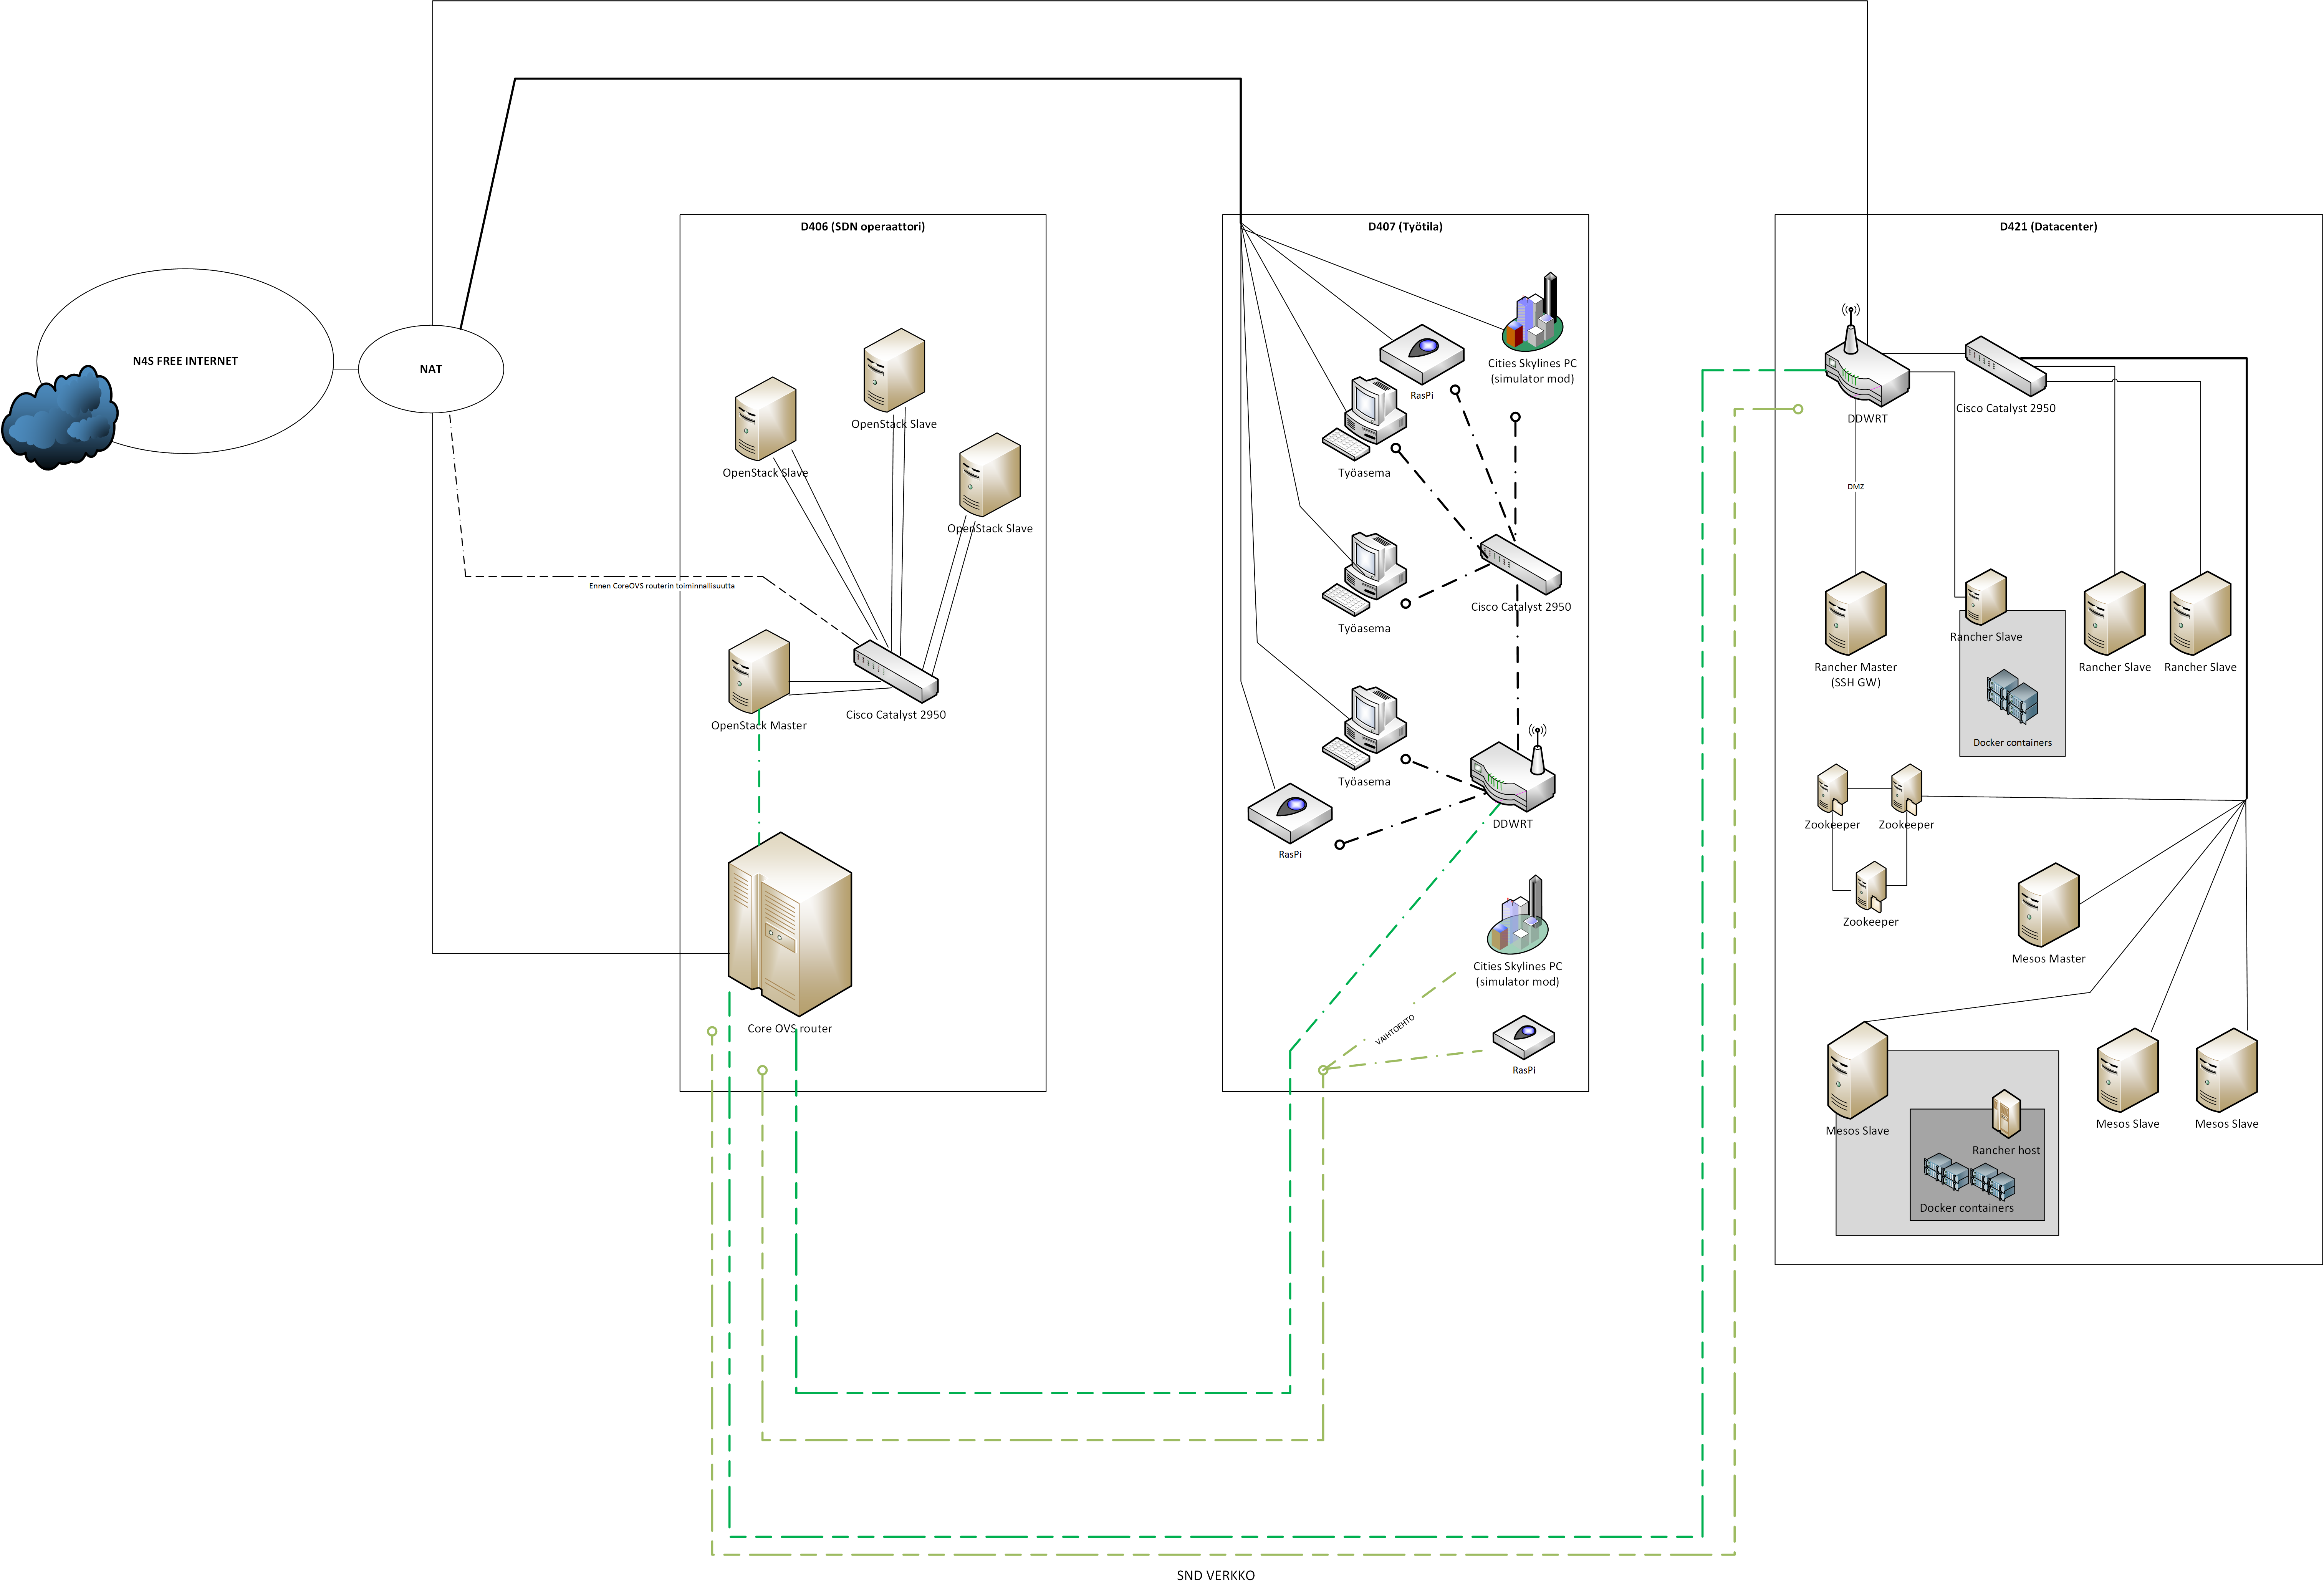 N4S FREE INTERNET
NAT
Ennen CoreOVS routerin toiminnallisuutta
D406 (SDN operaattori)
OpenStack Slave
OpenStack Slave
OpenStack Slave
OpenStack Master
Cisco Catalyst 2950
Core OVS router
D407 (Työtila)
Cities Skylines PC
(simulator mod)
RasPi
Työasema
Työasema
Cisco Catalyst 2950
Työasema
DDWRT
RasPi
Cities Skylines PC
(simulator mod)
VAIHTOEHTO
RasPi
D421 (Datacenter)
DDWRT
Cisco Catalyst 2950
DMZ
Rancher Master
(SSH GW)
Rancher Slave
Docker containers
Rancher Slave
Rancher Slave
Zookeeper
Zookeeper
Zookeeper
Mesos Master
Mesos Slave
Rancher host
Docker containers
Mesos Slave
Mesos Slave
SND VERKKO